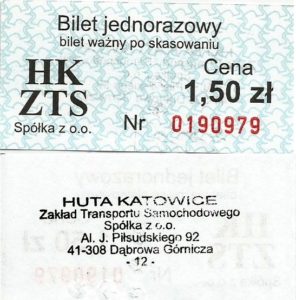 Bilet jednorazowy
bilet ważny po skasowaniu
HK
ZTS
Spółka z o.o.
Cena
1,50 zł
Nr 0190979
HUTA KATOWICE
Zakład Transportu Samochodowego
Spółka z o.o.
Al. J. Piłsudskiego 92
41-308 Dąbrowa Górnicza
- 12 -